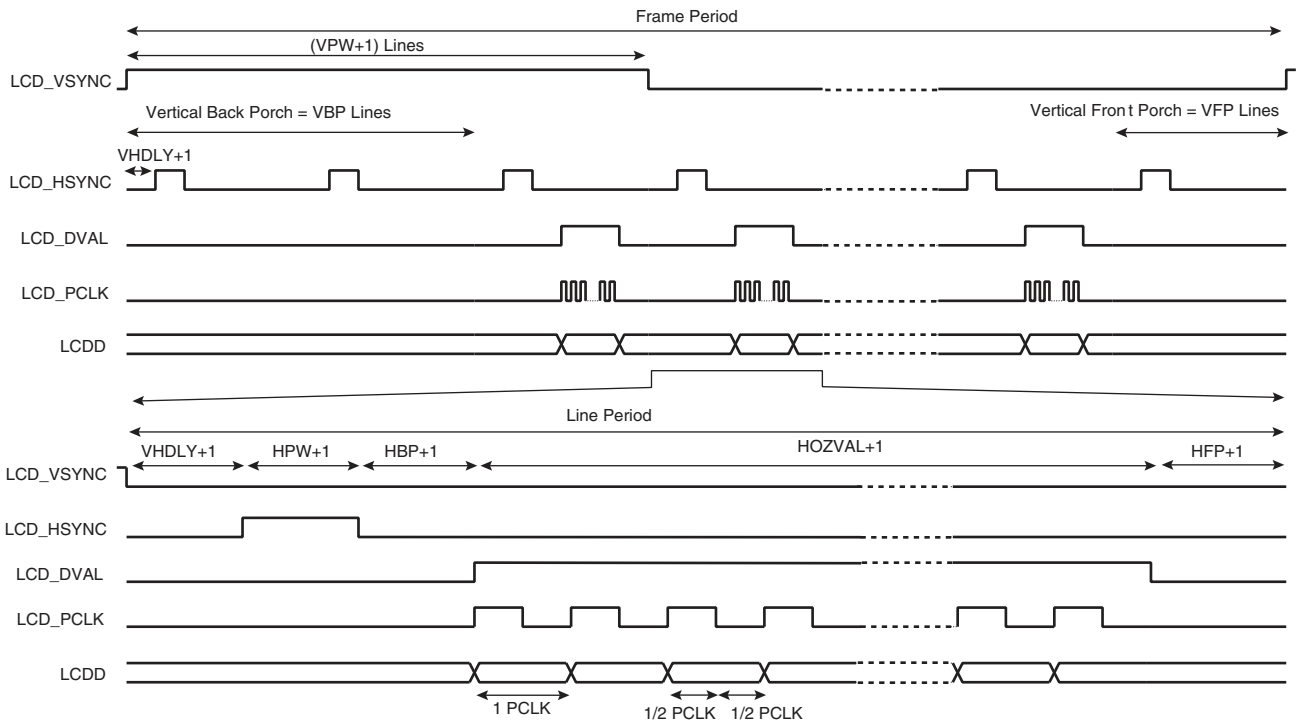 Frame Period
(VPW+1) Lines
LCD_VSYNC
Vertical Back Porch = VBP Lines
Vertical Front Porch = VFP Lines
VHDLY+1
LCD_HSYNC
LCD_DVAL
LCD_PCLK
LCDD
Line Period
VHDLY+1
HPW+1
HBP+1
HOZVAL+1
HFP+1
LCD_VSYNC
LCD_HSYNC
LCD_DVAL
LCD_PCLK
LCDD
1 PCLK
1/2 PCLK
1/2 PCLK